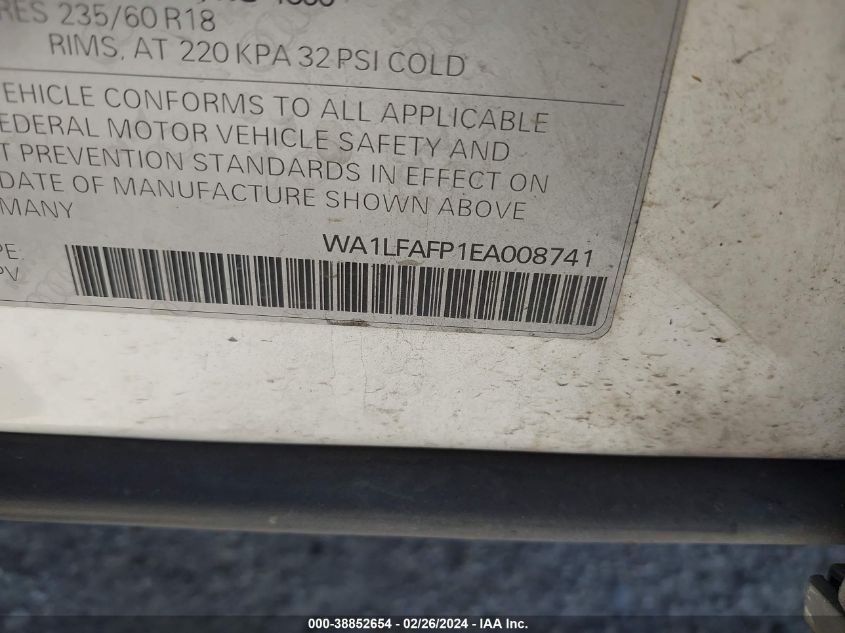 RES 235/60 R18
RIMS, AT 220 KPA 32 PSI COLD
EHICLE CONFORMS TO ALL APPLICABLE
EDERAL MOTOR VEHICLE SAFETY AND
T PREVENTION STANDARDS IN EFFECT ON
DATE OF MANUFACTURE SHOWN ABOVE
MANY
WA1LFAFP1EA008741
PE
PV
000-38852654 - 02/26/2024 - IAA Inc.